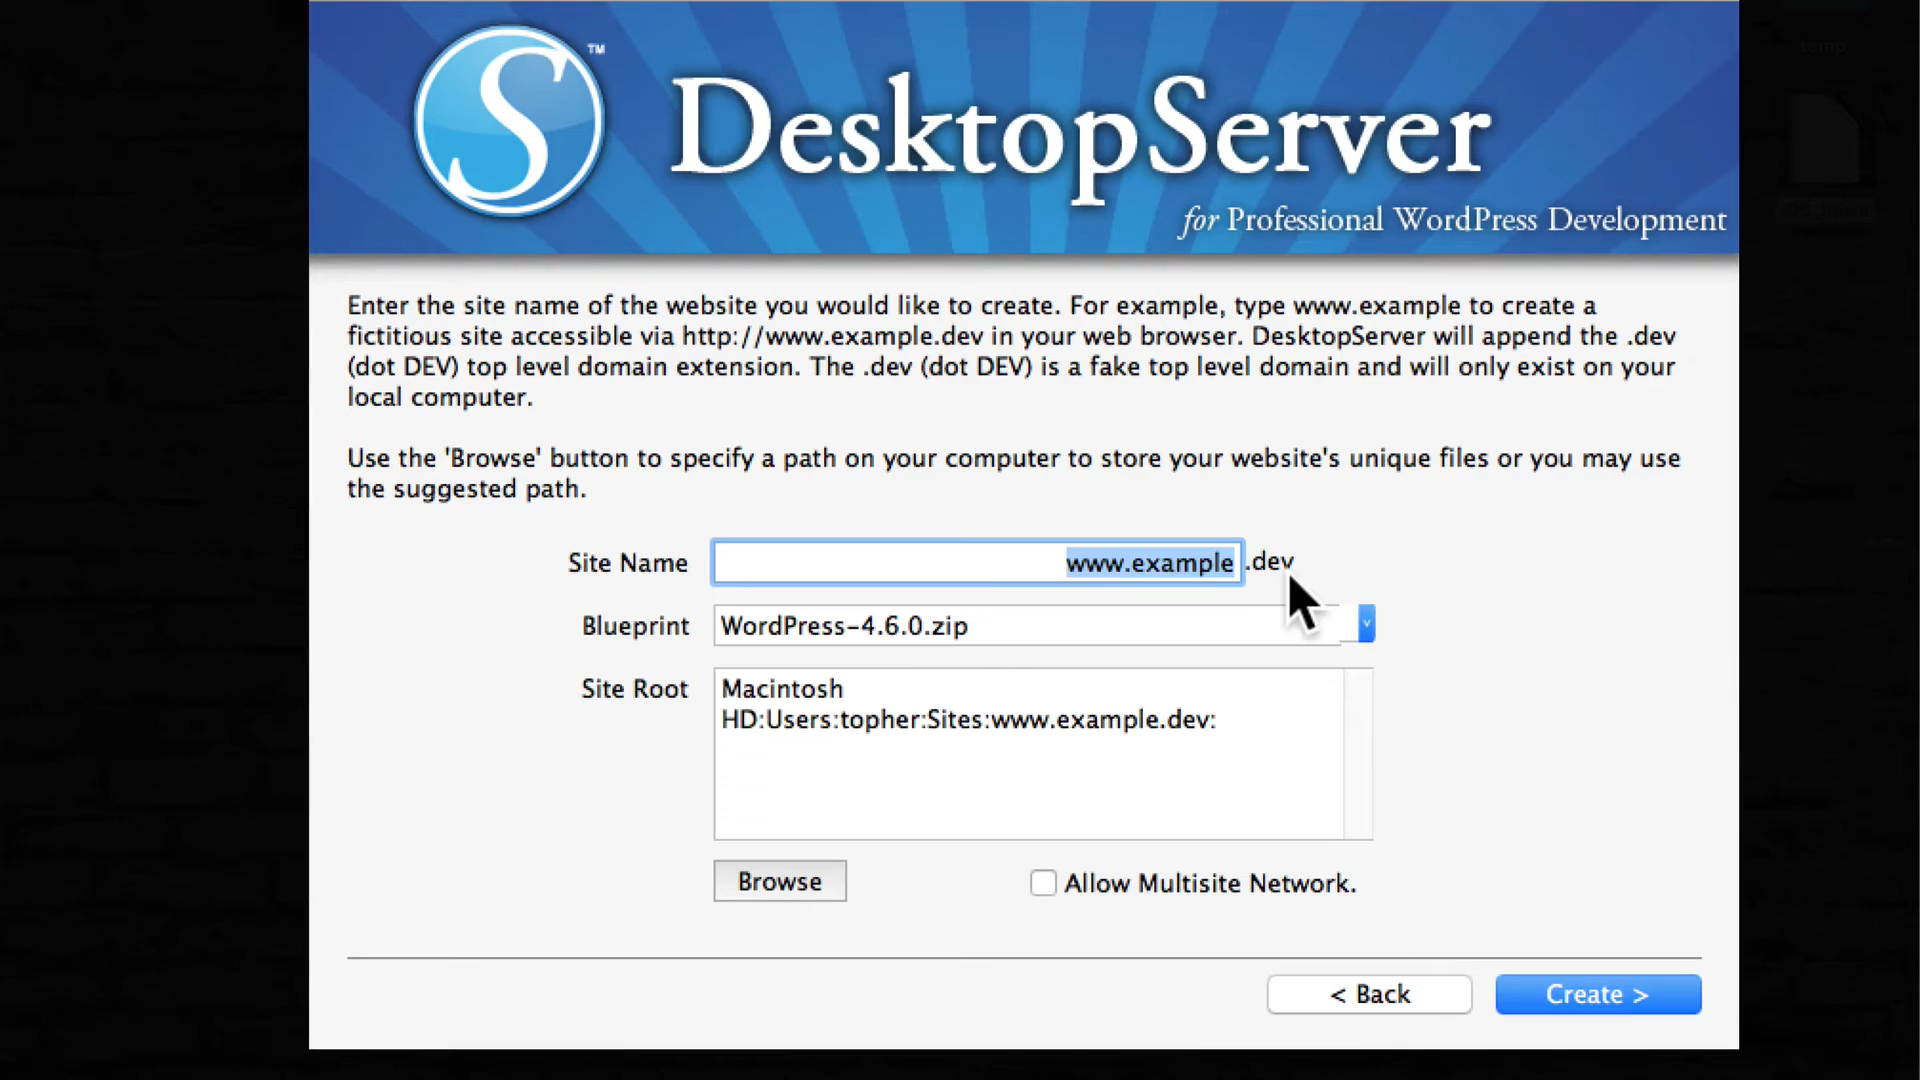 temp
S
TM
DesktopServer
for Professional WordPress Development
Enter the site name of the website you would like to create. For example, type www.example to create a
fictitious site accessible via http://www.example.dev in your web browser. DesktopServer will append the .dev
(dot DEV) top level domain extension. The .dev (dot DEV) is a fake top level domain and will only exist on your
local computer.
Use the 'Browse' button to specify a path on your computer to store your website's unique files or you may use
the suggested path.
Site Name www.example .dev
Blueprint WordPress-4.6.0.zip
Site Root Macintosh
HD:Users:topher:Sites:www.example.dev:
Browse Allow Multisite Network.
< Back Create >